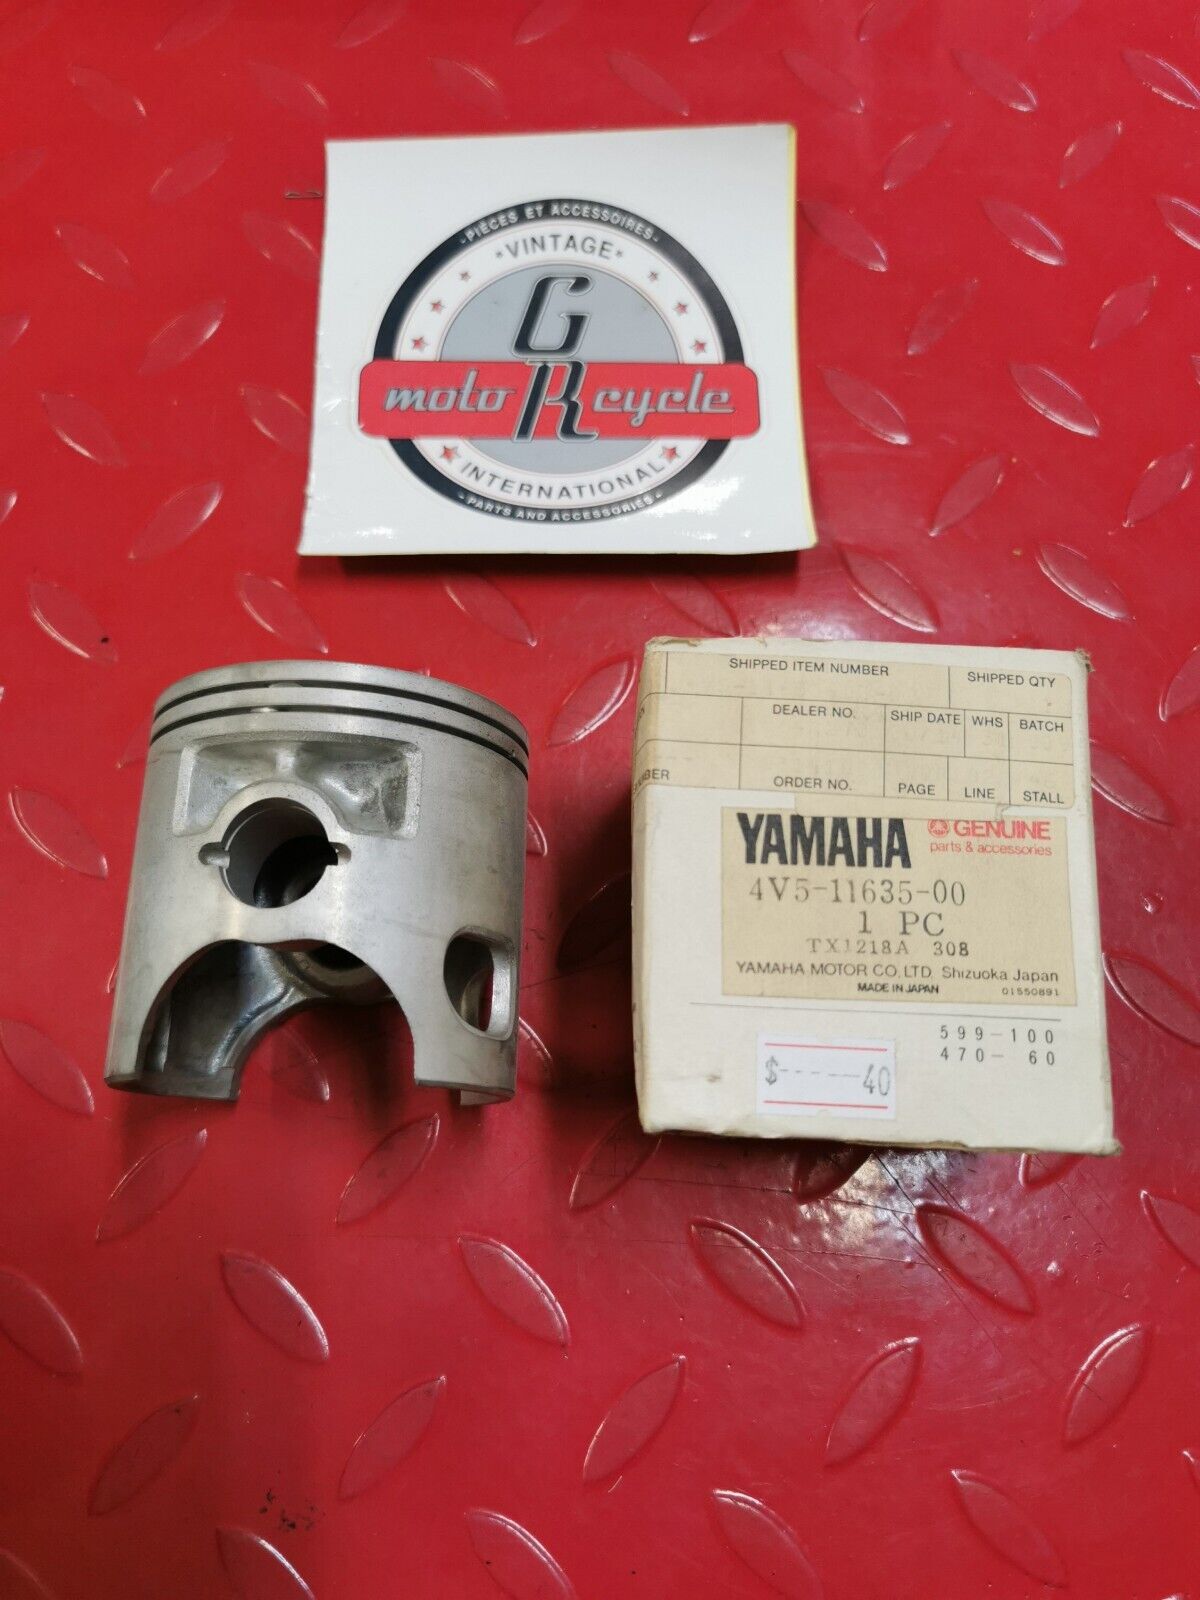 -PIÈCES ET ACCESSOIRES-
*VINTAGE*
G
moto R cycle
INTERNATIONAL
-PARTS AND ACCESSORIES-
SHIPPED ITEM NUMBER SHIPPED QTY
DEALER NO. SHIP DATE WHS BATCH
ORDER NO. PAGE LINE STALL
YAMAHA GENUINE
parts & accessories
4V5-11635-00
1 PC
TX1218A 308
YAMAHA MOTOR CO., LTD. Shizuoka Japan
MADE IN JAPAN 01550891
599-100
470- 60
$------40